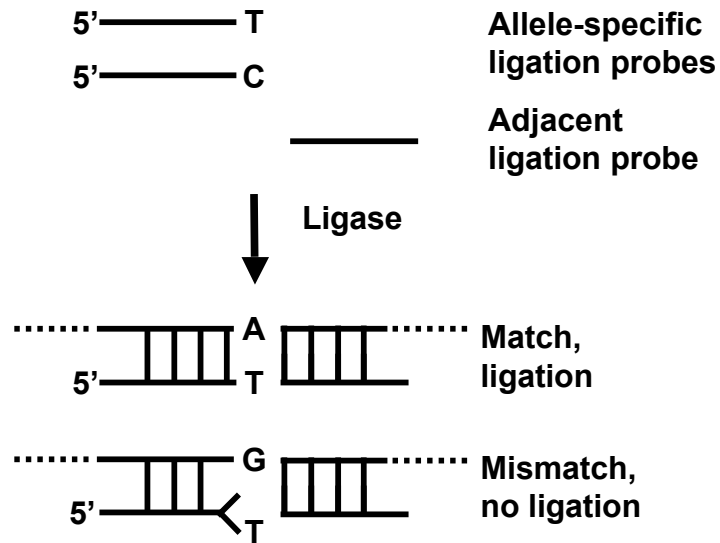 5’ T
Allele-specific
ligation probes
5’ C
Adjacent
ligation probe
Ligase
A
5’ T
Match,
ligation
G
5’ T
Mismatch,
no ligation